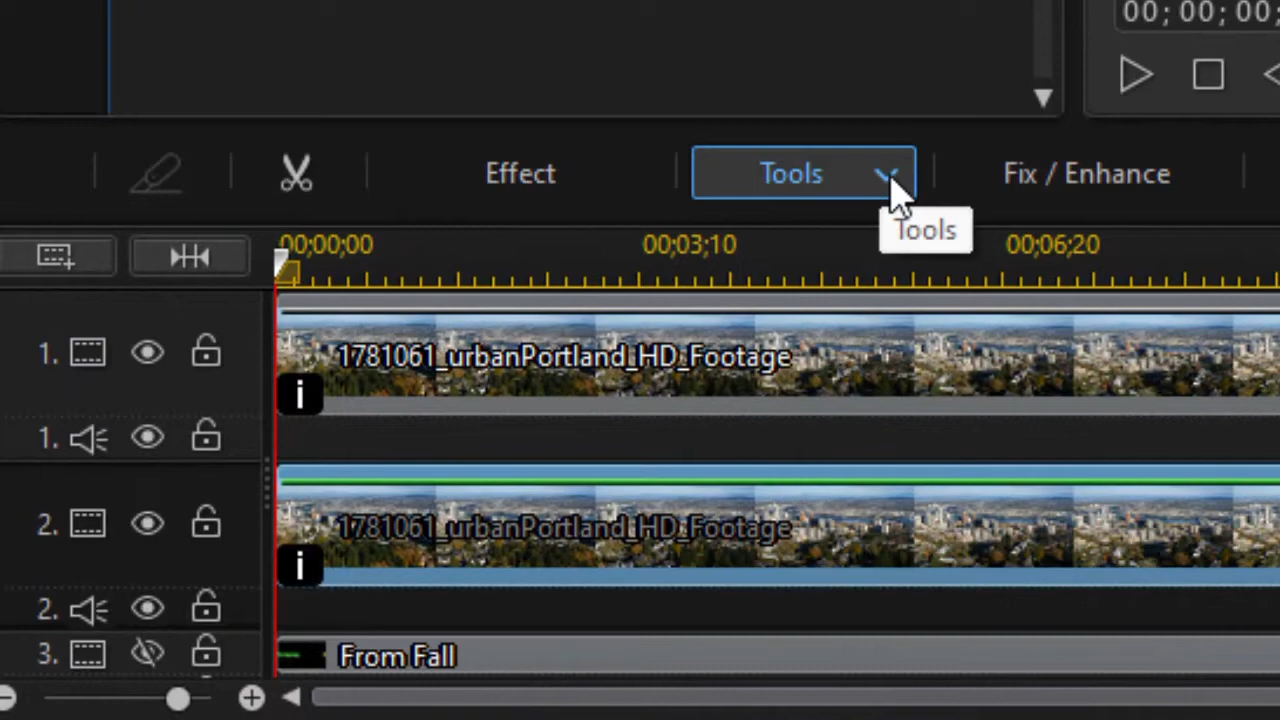 00; 00; 00;
Effect
Tools
Fix / Enhance
Tools
00;00;00
00;03;10
00;06;20
1.
1781061_urbanPortland_HD_Footage
i
1.
2.
1781061_urbanPortland_HD_Footage
i
2.
3.
From Fall